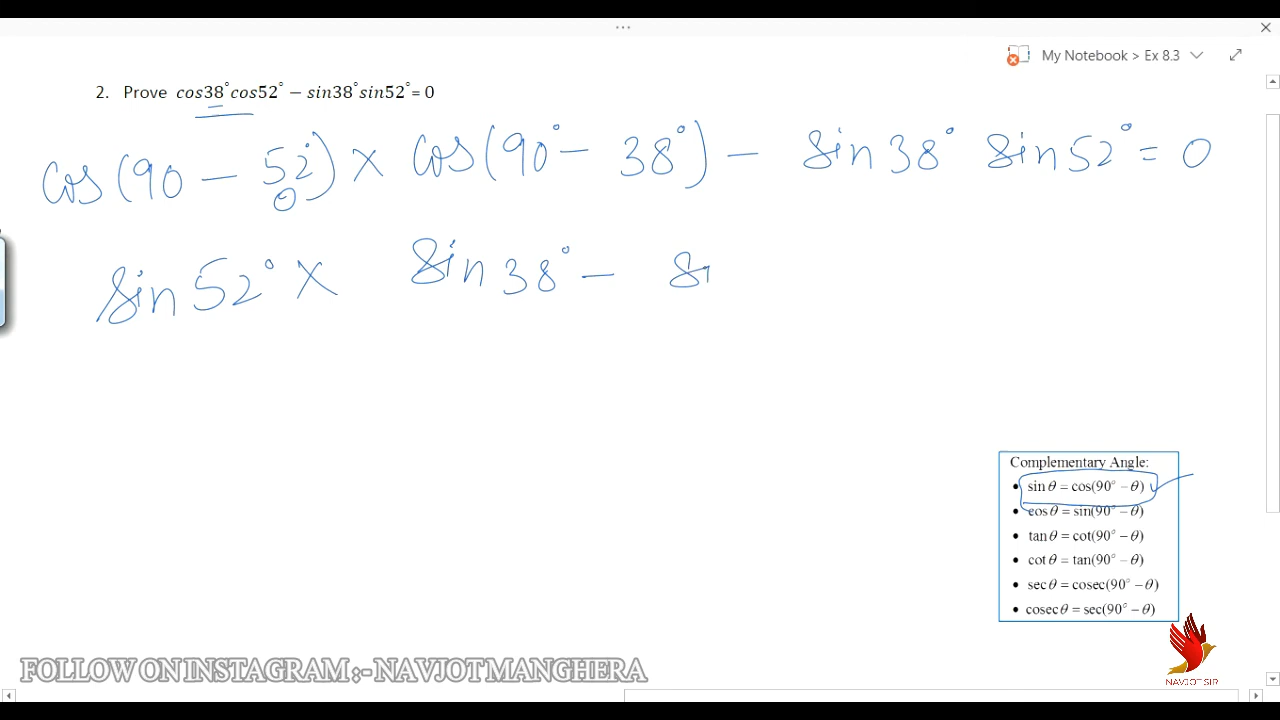 My Notebook > Ex 8.3
2. Prove cos38°cos52° − sin38°sin52°= 0
cos(90 − 52°) × cos(90° − 38°) − sin 38° sin 52° = 0
θ
sin 52° × sin 38° − si
Complementary Angle:
• sin θ = cos(90° − θ)
• cos θ = sin(90° − θ)
• tan θ = cot(90° − θ)
• cot θ = tan(90° − θ)
• sec θ = cosec(90° − θ)
• cosec θ = sec(90° − θ)
FOLLOW ON INSTAGRAM :- NAVJOTMANGHERA
NAVJOT SIR